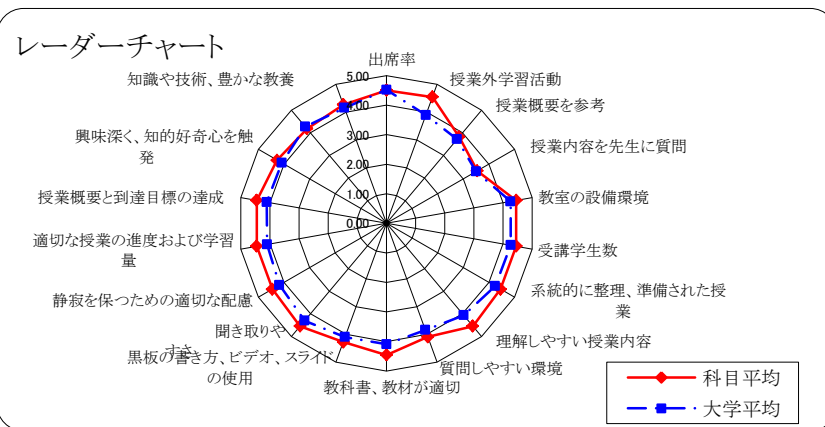 レーダーチャート
出席率
授業外学習活動
授業概要を参考
授業内容を先生に質問
教室の設備環境
受講学生数
系統的に整理、準備された授
業
理解しやすい授業内容
質問しやすい環境
教科書、教材が適切
黒板の書き方、ビデオ、スライド
の使用
聞き取りや
すさ
静寂を保つための適切な配慮
適切な授業の進度および学習
量
授業概要と到達目標の達成
興味深く、知的好奇心を触
発
知識や技術、豊かな教養
5.00
4.00
3.00
2.00
1.00
0.00
科目平均
大学平均